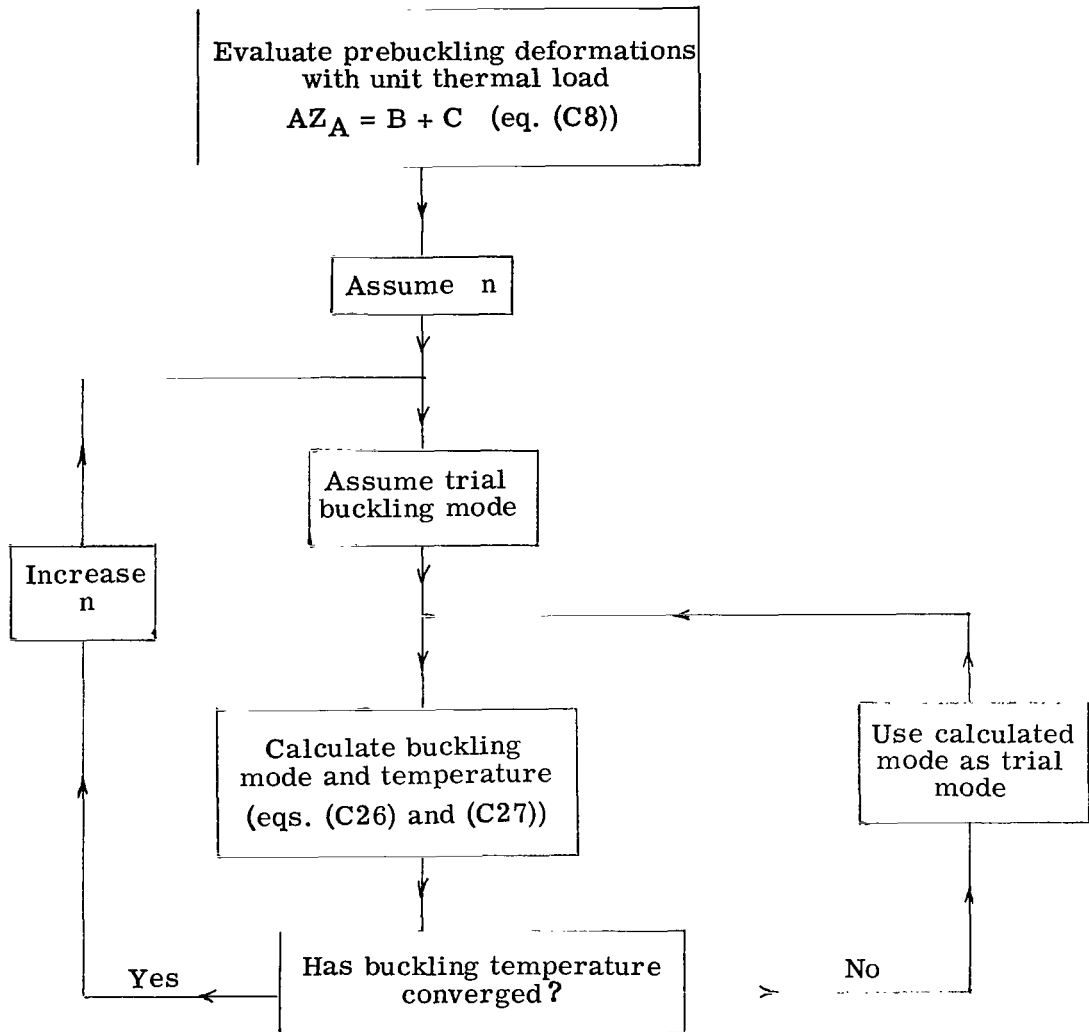 Evaluate prebuckling deformations
with unit thermal load
AZ_A = B + C (eq. (C8))
Assume n
Assume trial
buckling mode
Increase
n
Calculate buckling
mode and temperature
(eqs. (C26) and (C27))
Use calculated
mode as trial
mode
Yes
Has buckling temperature
converged?
No